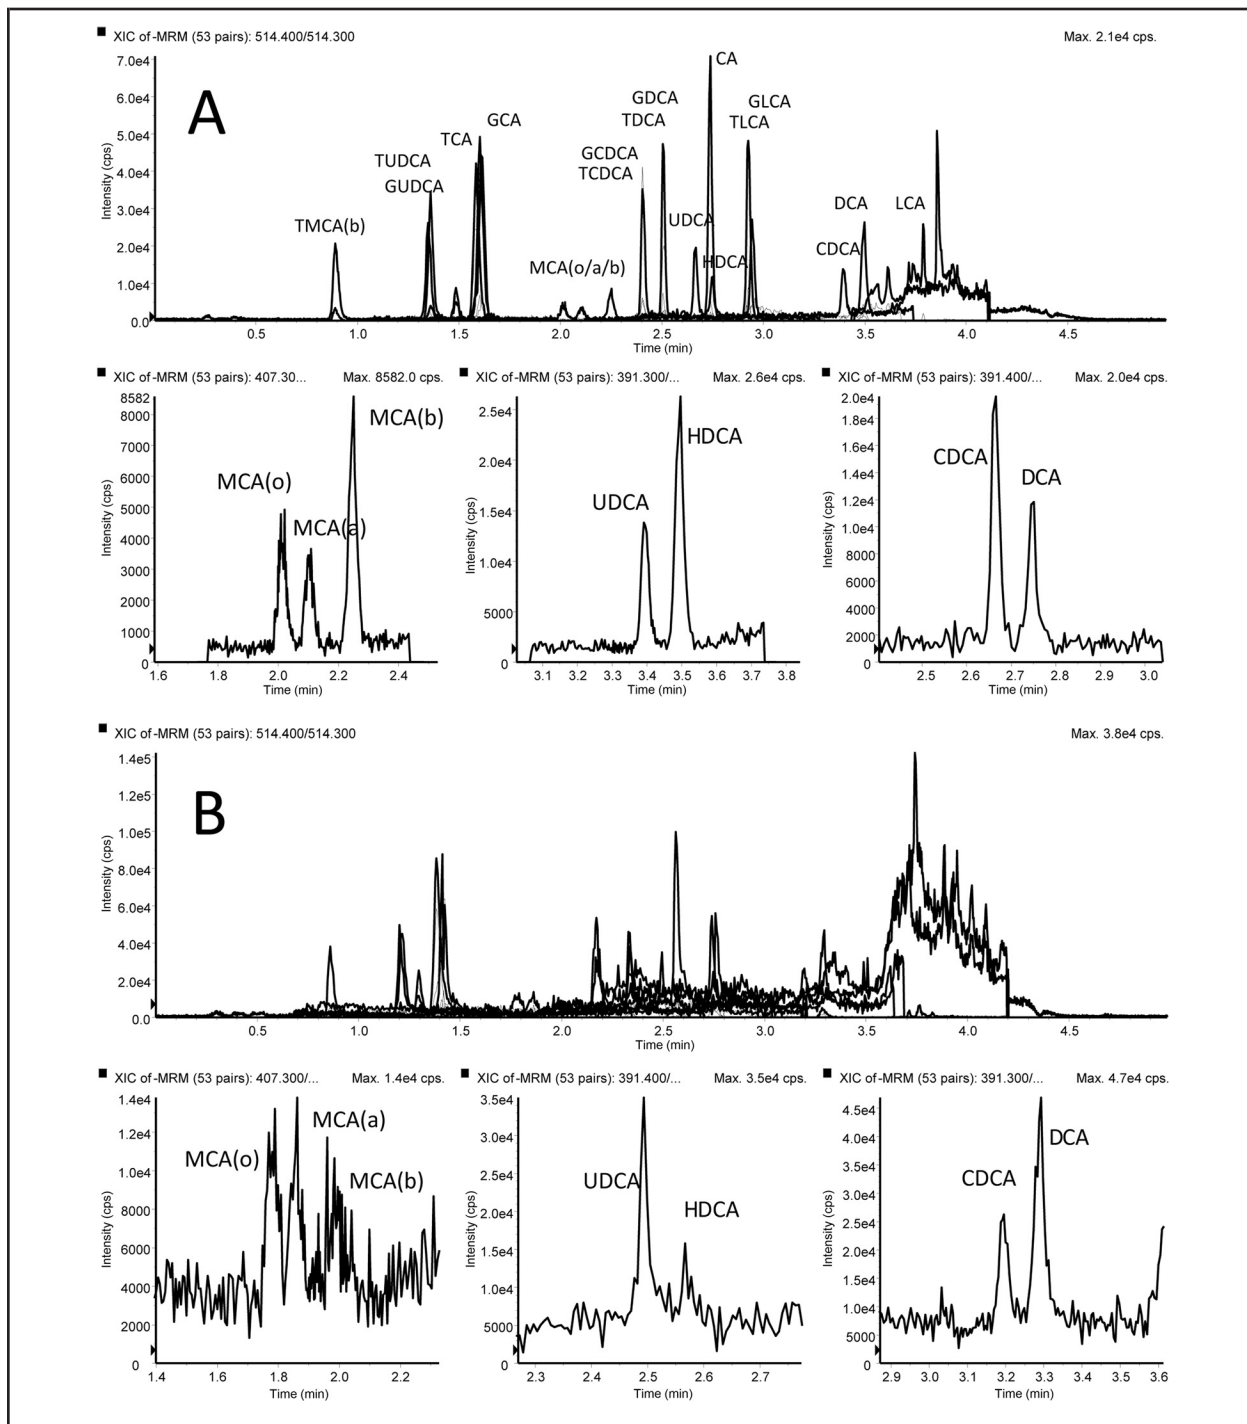 XIC of -MRM (53 pairs): 514.400/514.300
Max. 2.1e4 cps.
A
7.0e4
6.0e4
5.0e4
4.0e4
3.0e4
2.0e4
1.0e4
0.0
Intensity (cps)
TMCA(b)
TUDCA
GUDCA
TCA
GCA
MCA(o/a/b)
GCDCA
TCDCA
GDCA
TDCA
UDCA
CA
HDCA
GLCA
TLCA
CDCA
DCA
LCA
0.5
1.0
1.5
2.0
2.5
3.0
3.5
4.0
4.5
Time (min)
XIC of -MRM (53 pairs): 407.30...
Max. 8582.0 cps.
8582
8000
7000
6000
5000
4000
3000
2000
1000
0
Intensity (cps)
MCA(o)
MCA(a)
MCA(b)
1.6
1.8
2.0
2.2
2.4
Time (min)
XIC of -MRM (53 pairs): 391.300/...
Max. 2.6e4 cps.
2.5e4
2.0e4
1.5e4
1.0e4
5000
0
Intensity (cps)
UDCA
HDCA
3.1
3.2
3.3
3.4
3.5
3.6
3.7
3.8
Time (min)
XIC of -MRM (53 pairs): 391.400/...
Max. 2.0e4 cps.
2.0e4
1.8e4
1.6e4
1.4e4
1.2e4
1.0e4
8000
6000
4000
2000
0
Intensity (cps)
CDCA
DCA
2.5
2.6
2.7
2.8
2.9
3.0
Time (min)
XIC of -MRM (53 pairs): 514.400/514.300
Max. 3.8e4 cps.
B
1.4e5
1.2e5
1.0e5
8.0e4
6.0e4
4.0e4
2.0e4
0.0
Intensity (cps)
0.5
1.0
1.5
2.0
2.5
3.0
3.5
4.0
4.5
Time (min)
XIC of -MRM (53 pairs): 407.300/...
Max. 1.4e4 cps.
1.4e4
1.2e4
1.0e4
8000
6000
4000
2000
0
Intensity (cps)
MCA(o)
MCA(a)
MCA(b)
1.4
1.6
1.8
2.0
2.2
Time (min)
XIC of -MRM (53 pairs): 391.400/...
Max. 3.5e4 cps.
3.5e4
3.0e4
2.5e4
2.0e4
1.5e4
1.0e4
5000
0
Intensity (cps)
UDCA
HDCA
2.3
2.4
2.5
2.6
2.7
Time (min)
XIC of -MRM (53 pairs): 391.300/...
Max. 4.7e4 cps.
4.5e4
4.0e4
3.5e4
3.0e4
2.5e4
2.0e4
1.5e4
1.0e4
5000
0
Intensity (cps)
CDCA
DCA
2.9
3.0
3.1
3.2
3.3
3.4
3.5
3.6
Time (min)